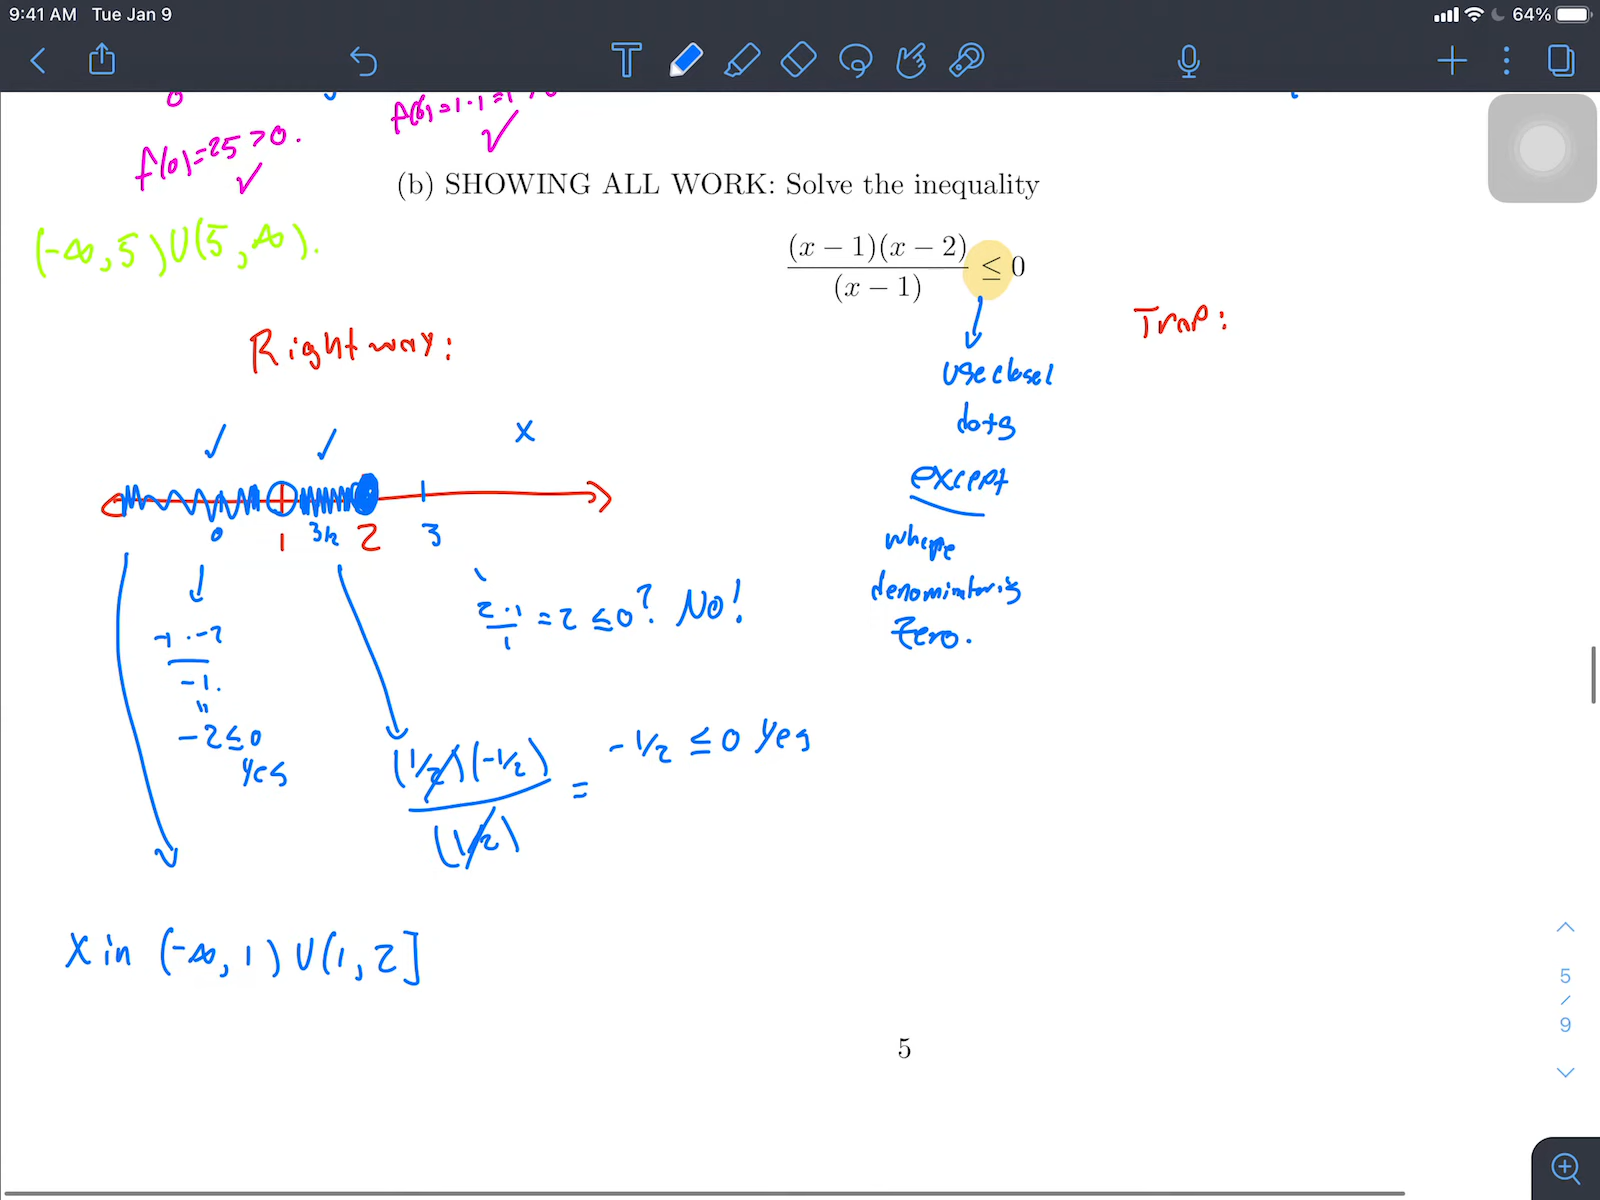 9:41 AM Tue Jan 9
64%
f(0)=25 >0.
(b) SHOWING ALL WORK: Solve the inequality
(-∞,5)U(5,∞).
(x − 1)(x − 2)
≤ 0
(x − 1)
Trap:
Right way:
use closed
dots
except
where
denominator is
zero.
✓ ✓ x
0 1 3/2 2 3
-1·-2
-1.
"
-2≤0
yes
2·1
1
=2 ≤0? No!
(1/2)(-1/2)
(1/2)
= -1/2 ≤0 yes
X in (-∞,1)U(1,2]
5
/
9
5